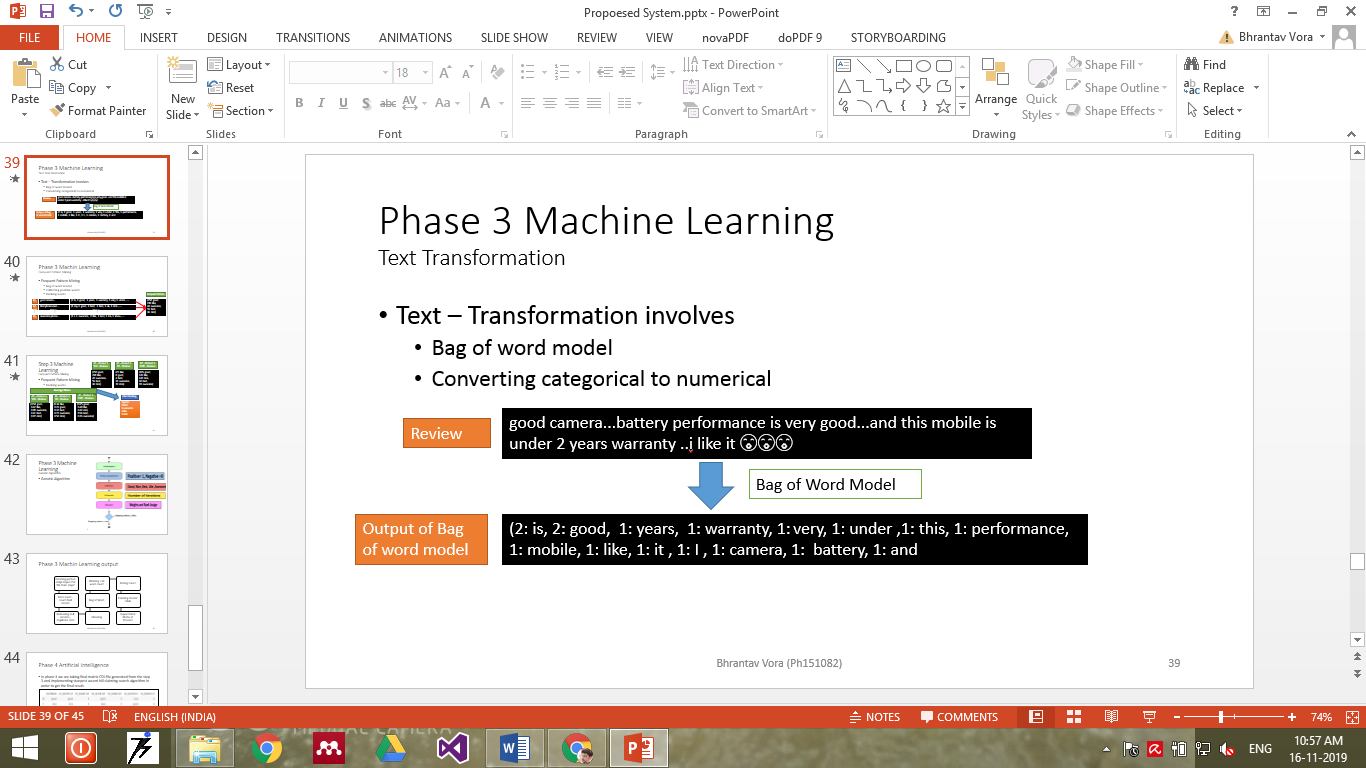 Propoesed System.pptx - PowerPoint
FILE HOME INSERT DESIGN TRANSITIONS ANIMATIONS SLIDE SHOW REVIEW VIEW novaPDF doPDF 9 STORYBOARDING Bhrantav Vora
Paste
Cut
Copy
Format Painter
Clipboard
New Slide
Layout
Reset
Section
Slides
18
B I U S abc AV Aa A
Font
Text Direction
Align Text
Convert to SmartArt
Paragraph
Arrange
Quick Styles
Shape Fill
Shape Outline
Shape Effects
Drawing
Find
Replace
Select
Editing
39
Phase 3 Machine Learning
40
Phase 3 Machin Learning
41
Step 3 Machine Learning
42
Phase 3 Machine Learning
43
Phase 3 Machin Learning output
44
Phase 4 Artificial Intelligence
Phase 3 Machine Learning
Text Transformation
• Text – Transformation involves
• Bag of word model
• Converting categorical to numerical
Review
good camera...battery performance is very good...and this mobile is
under 2 years warranty ..i like it 😲😲😲
Bag of Word Model
Output of Bag
of word model
(2: is, 2: good, 1: years, 1: warranty, 1: very, 1: under ,1: this, 1: performance,
1: mobile, 1: like, 1: it , 1: I , 1: camera, 1: battery, 1: and
Bhrantav Vora (Ph151082)
39
SLIDE 39 OF 45 ENGLISH (INDIA) NOTES COMMENTS 74%
ENG
10:57 AM
16-11-2019